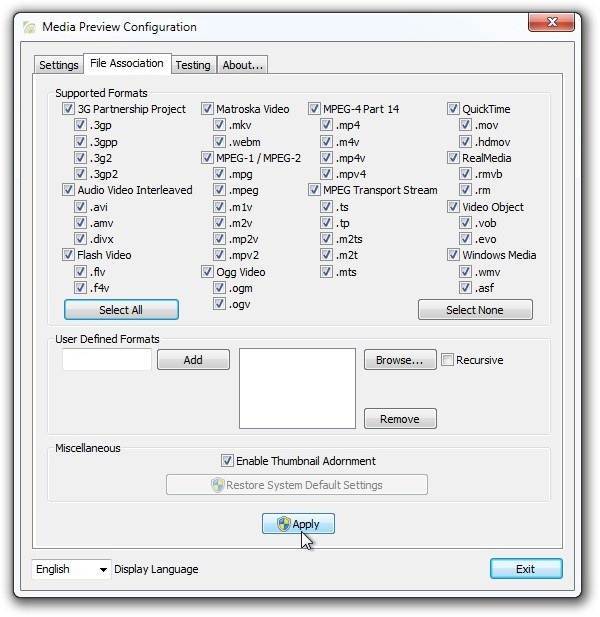 Media Preview Configuration
Settings File Association Testing About...
Supported Formats
3G Partnership Project
.3gp
.3gpp
.3g2
.3gp2
Audio Video Interleaved
.avi
.amv
.divx
Flash Video
.flv
.f4v
Matroska Video
.mkv
.webm
MPEG-1 / MPEG-2
.mpg
.mpeg
.m1v
.m2v
.mp2v
.mpv2
Ogg Video
.ogm
.ogv
MPEG-4 Part 14
.mp4
.m4v
.mp4v
.mpv4
MPEG Transport Stream
.ts
.tp
.m2ts
.m2t
.mts
QuickTime
.mov
.hdmov
RealMedia
.rmvb
.rm
Video Object
.vob
.evo
Windows Media
.wmv
.asf
Select All
Select None
User Defined Formats
Add
Browse...
Recursive
Remove
Miscellaneous
Enable Thumbnail Adornment
Restore System Default Settings
Apply
English Display Language
Exit